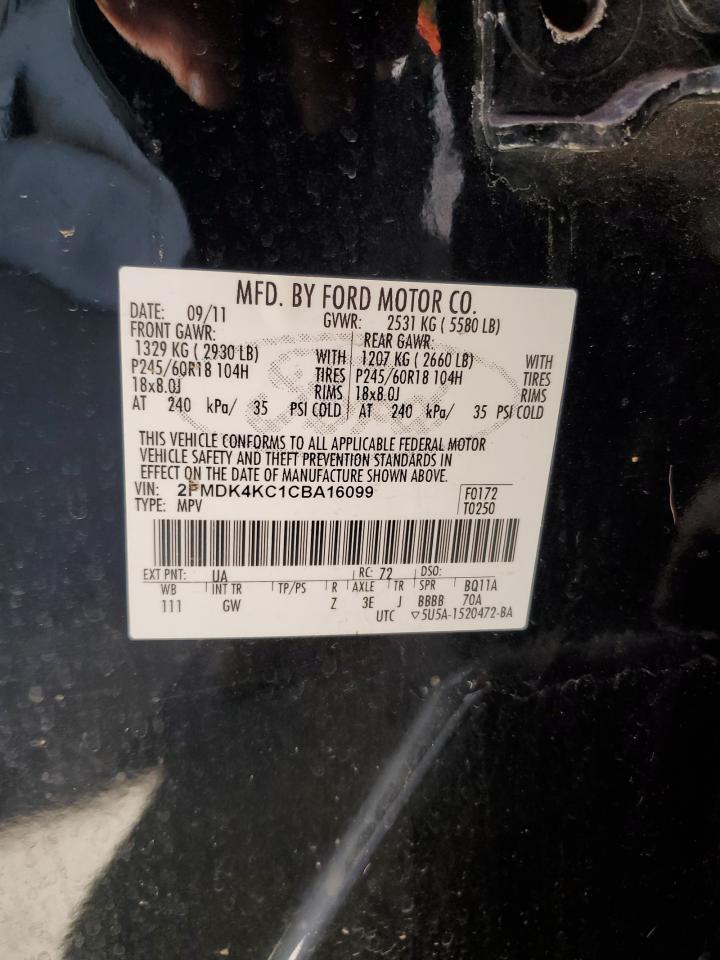 MFD. BY FORD MOTOR CO.
DATE: 09/11 GVWR: 2531 KG ( 5580 LB)
FRONT GAWR: REAR GAWR:
1329 KG ( 2930 LB) WITH 1207 KG ( 2660 LB) WITH
P245/60R18 104H TIRES P245/60R18 104H TIRES
18x8.0J RIMS 18x8.0J RIMS
AT 240 kPa/ 35 PSI COLD AT 240 kPa/ 35 PSI COLD
THIS VEHICLE CONFORMS TO ALL APPLICABLE FEDERAL MOTOR
VEHICLE SAFETY AND THEFT PREVENTION STANDARDS IN
EFFECT ON THE DATE OF MANUFACTURE SHOWN ABOVE.
VIN: 2FMDK4KC1CBA16099 F0172
TYPE: MPV T0250
EXT PNT: UA RC: 72 DSO:
WB INT TR TP/PS R AXLE TR SPR BQ11A
111 GW Z 3E J BBBB 70A
UTC ▽5U5A-1520472-BA